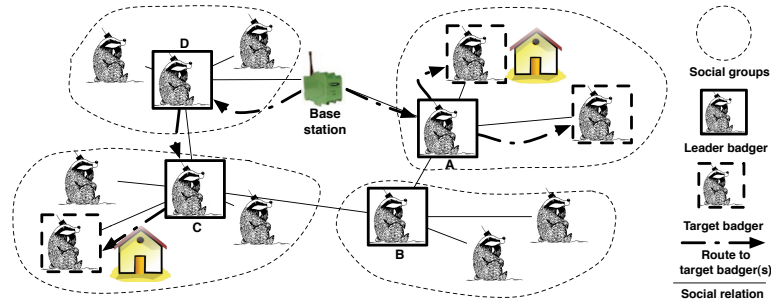 D
Base
station
A
C
B
Social groups
Leader badger
Target badger
Route to
target badger(s)
Social relation